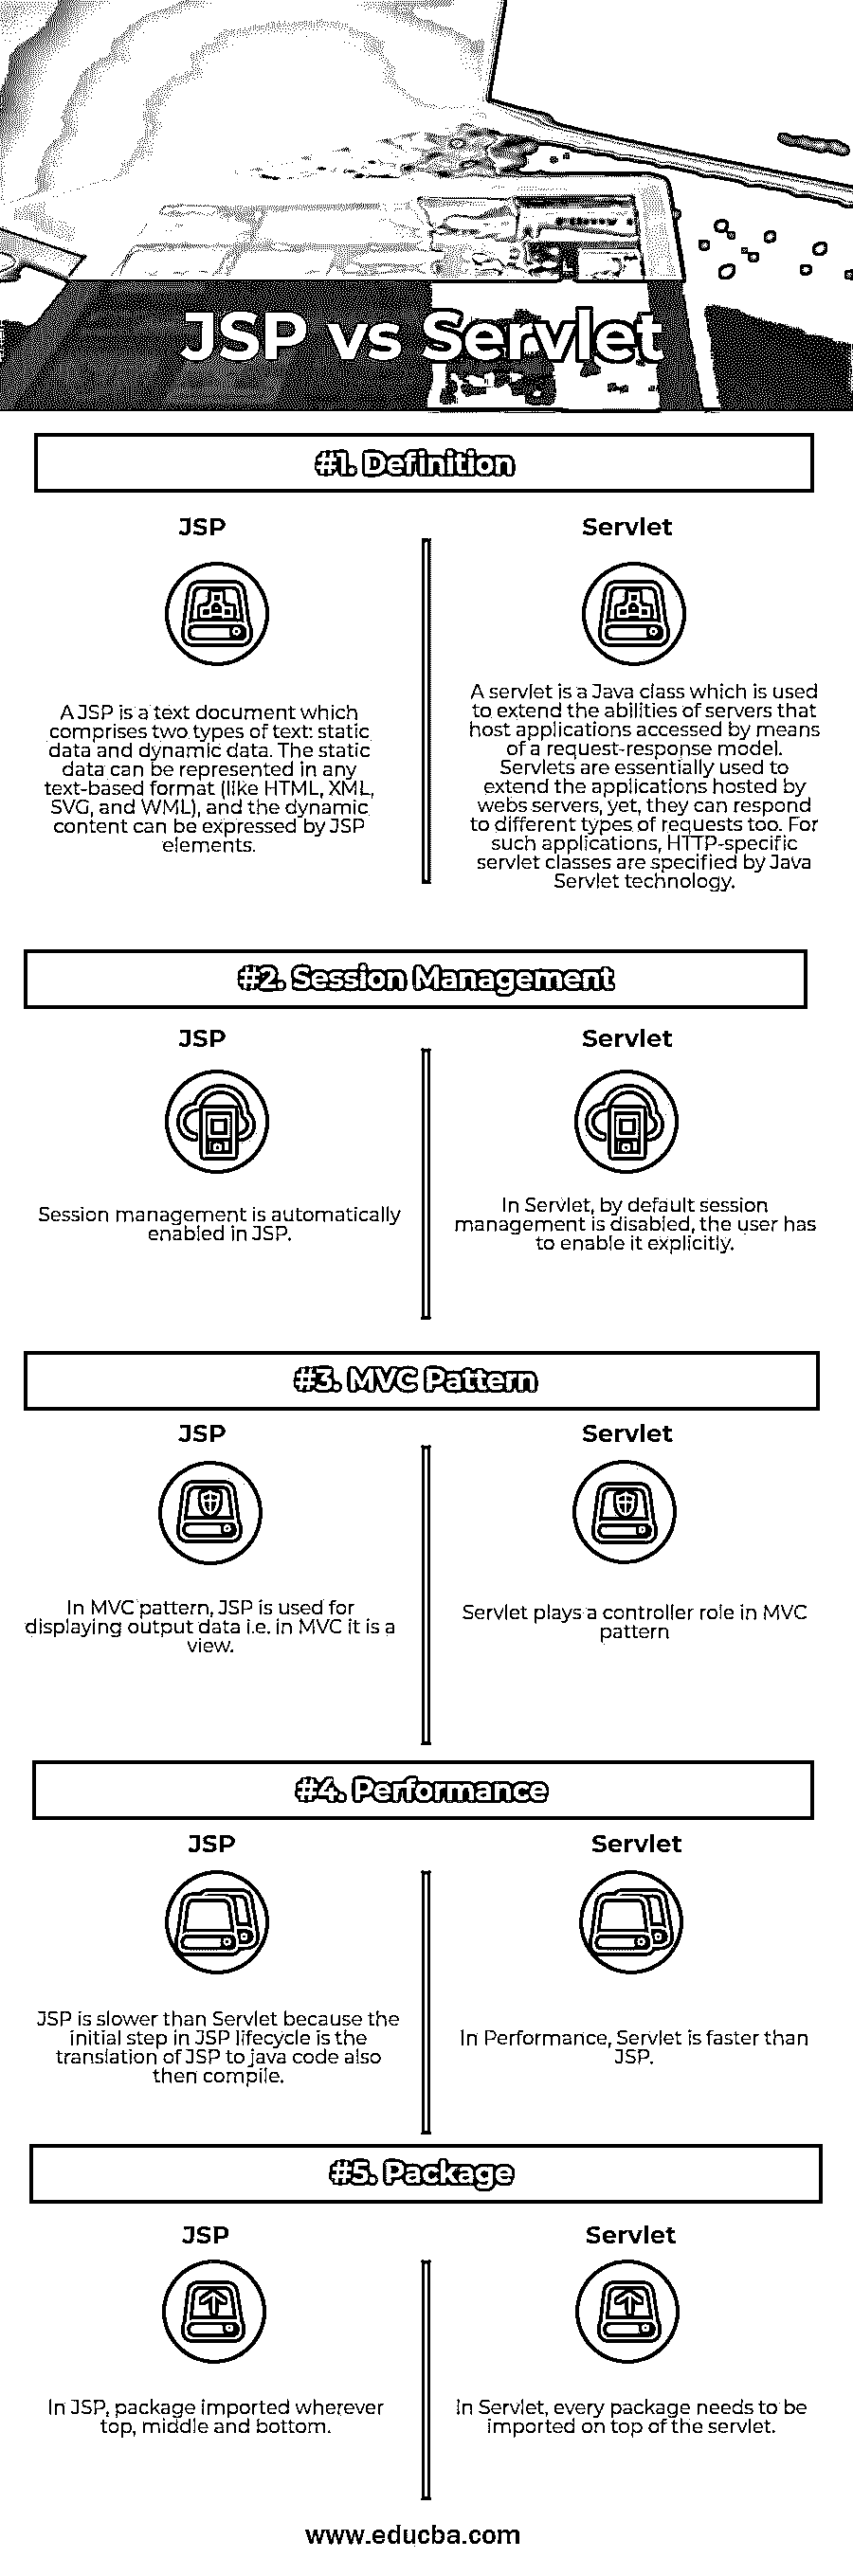 JSP vs Servlet
#1. Definition
JSP
Servlet
A JSP is a text document which
comprises two types of text: static
data and dynamic data. The static
data can be represented in any
text-based format (like HTML, XML,
SVG, and WML), and the dynamic
content can be expressed by JSP
elements.
A servlet is a Java class which is used
to extend the abilities of servers that
host applications accessed by means
of a request-response model.
Servlets are essentially used to
extend the applications hosted by
webs servers, yet, they can respond
to different types of requests too. For
such applications, HTTP-specific
servlet classes are specified by Java
Servlet technology.
#2. Session Management
JSP
Servlet
Session management is automatically
enabled in JSP.
In Servlet, by default session
management is disabled, the user has
to enable it explicitly.
#3. MVC Pattern
JSP
Servlet
In MVC pattern, JSP is used for
displaying output data i.e. in MVC it is a
view.
Servlet plays a controller role in MVC
pattern
#4. Performance
JSP
Servlet
JSP is slower than Servlet because the
initial step in JSP lifecycle is the
translation of JSP to java code also
then compile.
In Performance, Servlet is faster than
JSP.
#5. Package
JSP
Servlet
In JSP, package imported wherever
top, middle and bottom.
In Servlet, every package needs to be
imported on top of the servlet.
www.educba.com